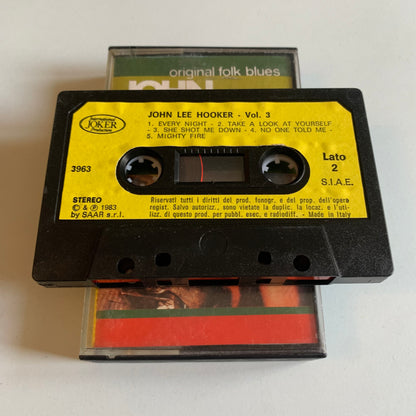 original folk blues
JOHN
International
JOKER
Production
JOHN LEE HOOKER - Vol. 3
1. EVERY NIGHT - 2. TAKE A LOOK AT YOURSELF
- 3. SHE SHOT ME DOWN - 4. NO ONE TOLD ME -
5. MIGHTY FIRE
3963
Lato
2
S.I.A.E.
STEREO
© & ℗ 1983
by SAAR s.r.l.
Riservati tutti i diritti del prod. fonogr. e del prop. dell'opera
regist. Salvo autorizz., sono vietate la duplic. la locaz. e l'uti-
lizz. di questo prod. per pubbl. esec. e radiodiff. - Made in Italy